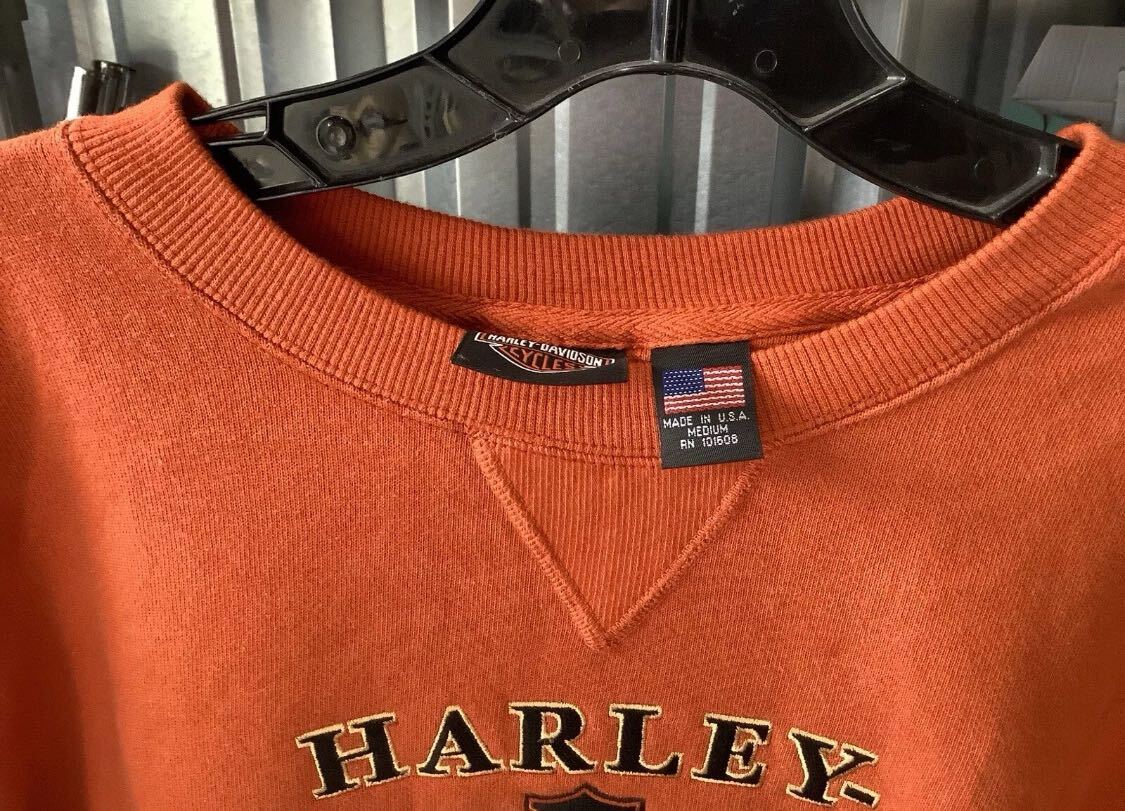 HARLEY-DAVIDSON
CYCLES
MADE IN U.S.A.
MEDIUM
RN 101608
HARLEY-